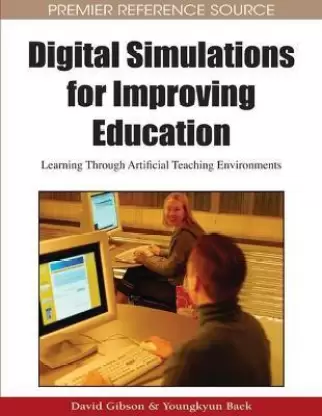 PREMIER REFERENCE SOURCE
Digital Simulations
for Improving
Education
Learning Through Artificial Teaching Environments
David Gibson & Youngkyun Baek